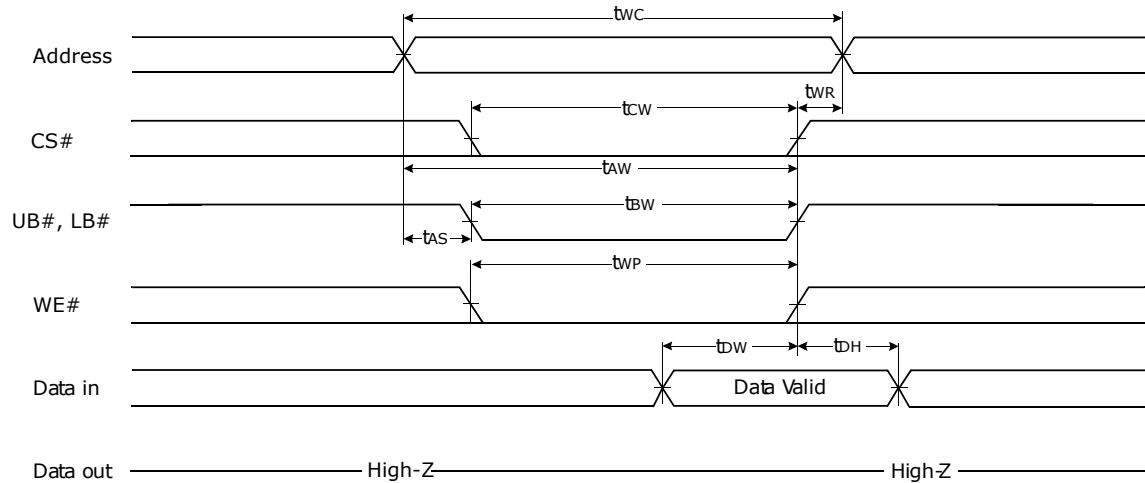 tWC
Address
tWR
tCW
CS#
tAW
UB#, LB#
tBW
tAS
tWP
WE#
tDW
tDH
Data in
Data Valid
Data out
High-Z
High-Z